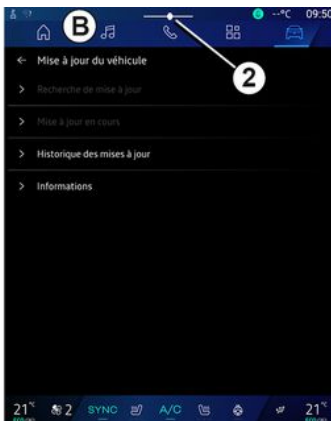 --°C 09:50
B
2
Mise à jour du véhicule
Recherche de mise à jour
Mise à jour en cours
Historique des mises à jour
Informations
21°C 2 SYNC A/C 21°C